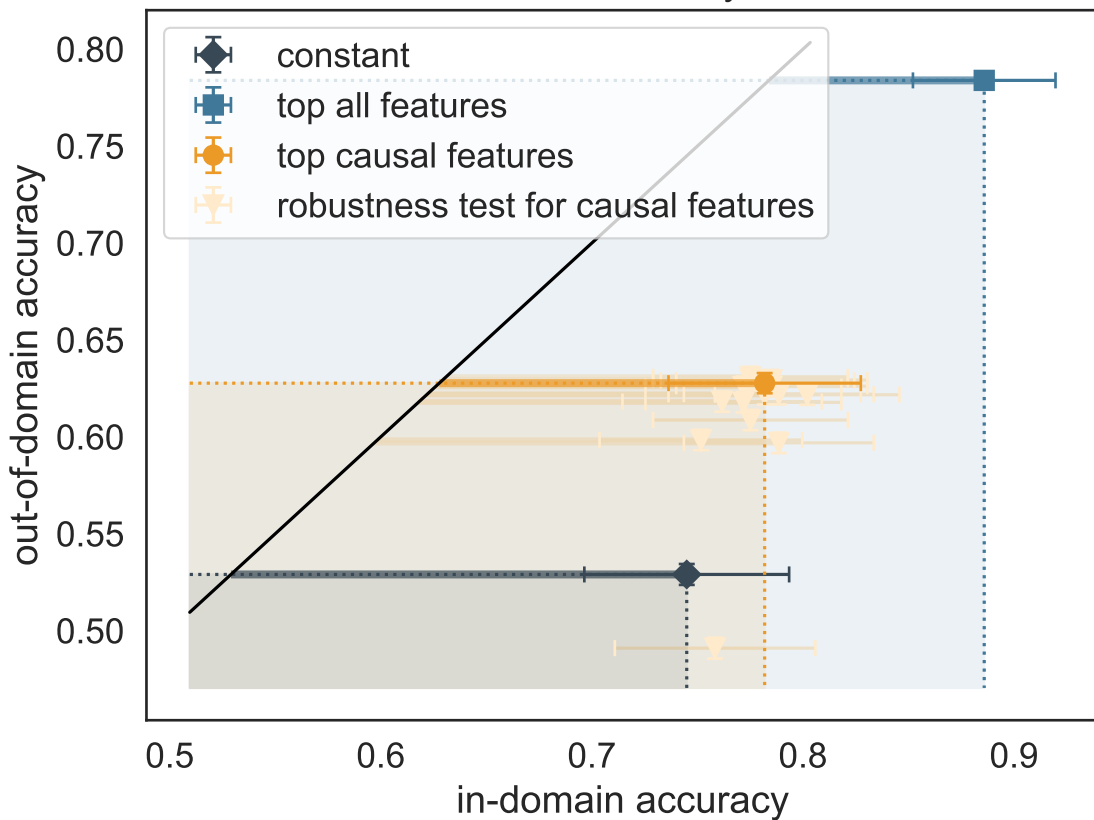 0.80
0.75
0.70
0.65
0.60
0.55
0.50
out-of-domain accuracy
constant
top all features
top causal features
robustness test for causal features
0.5
0.6
0.7
0.8
0.9
in-domain accuracy